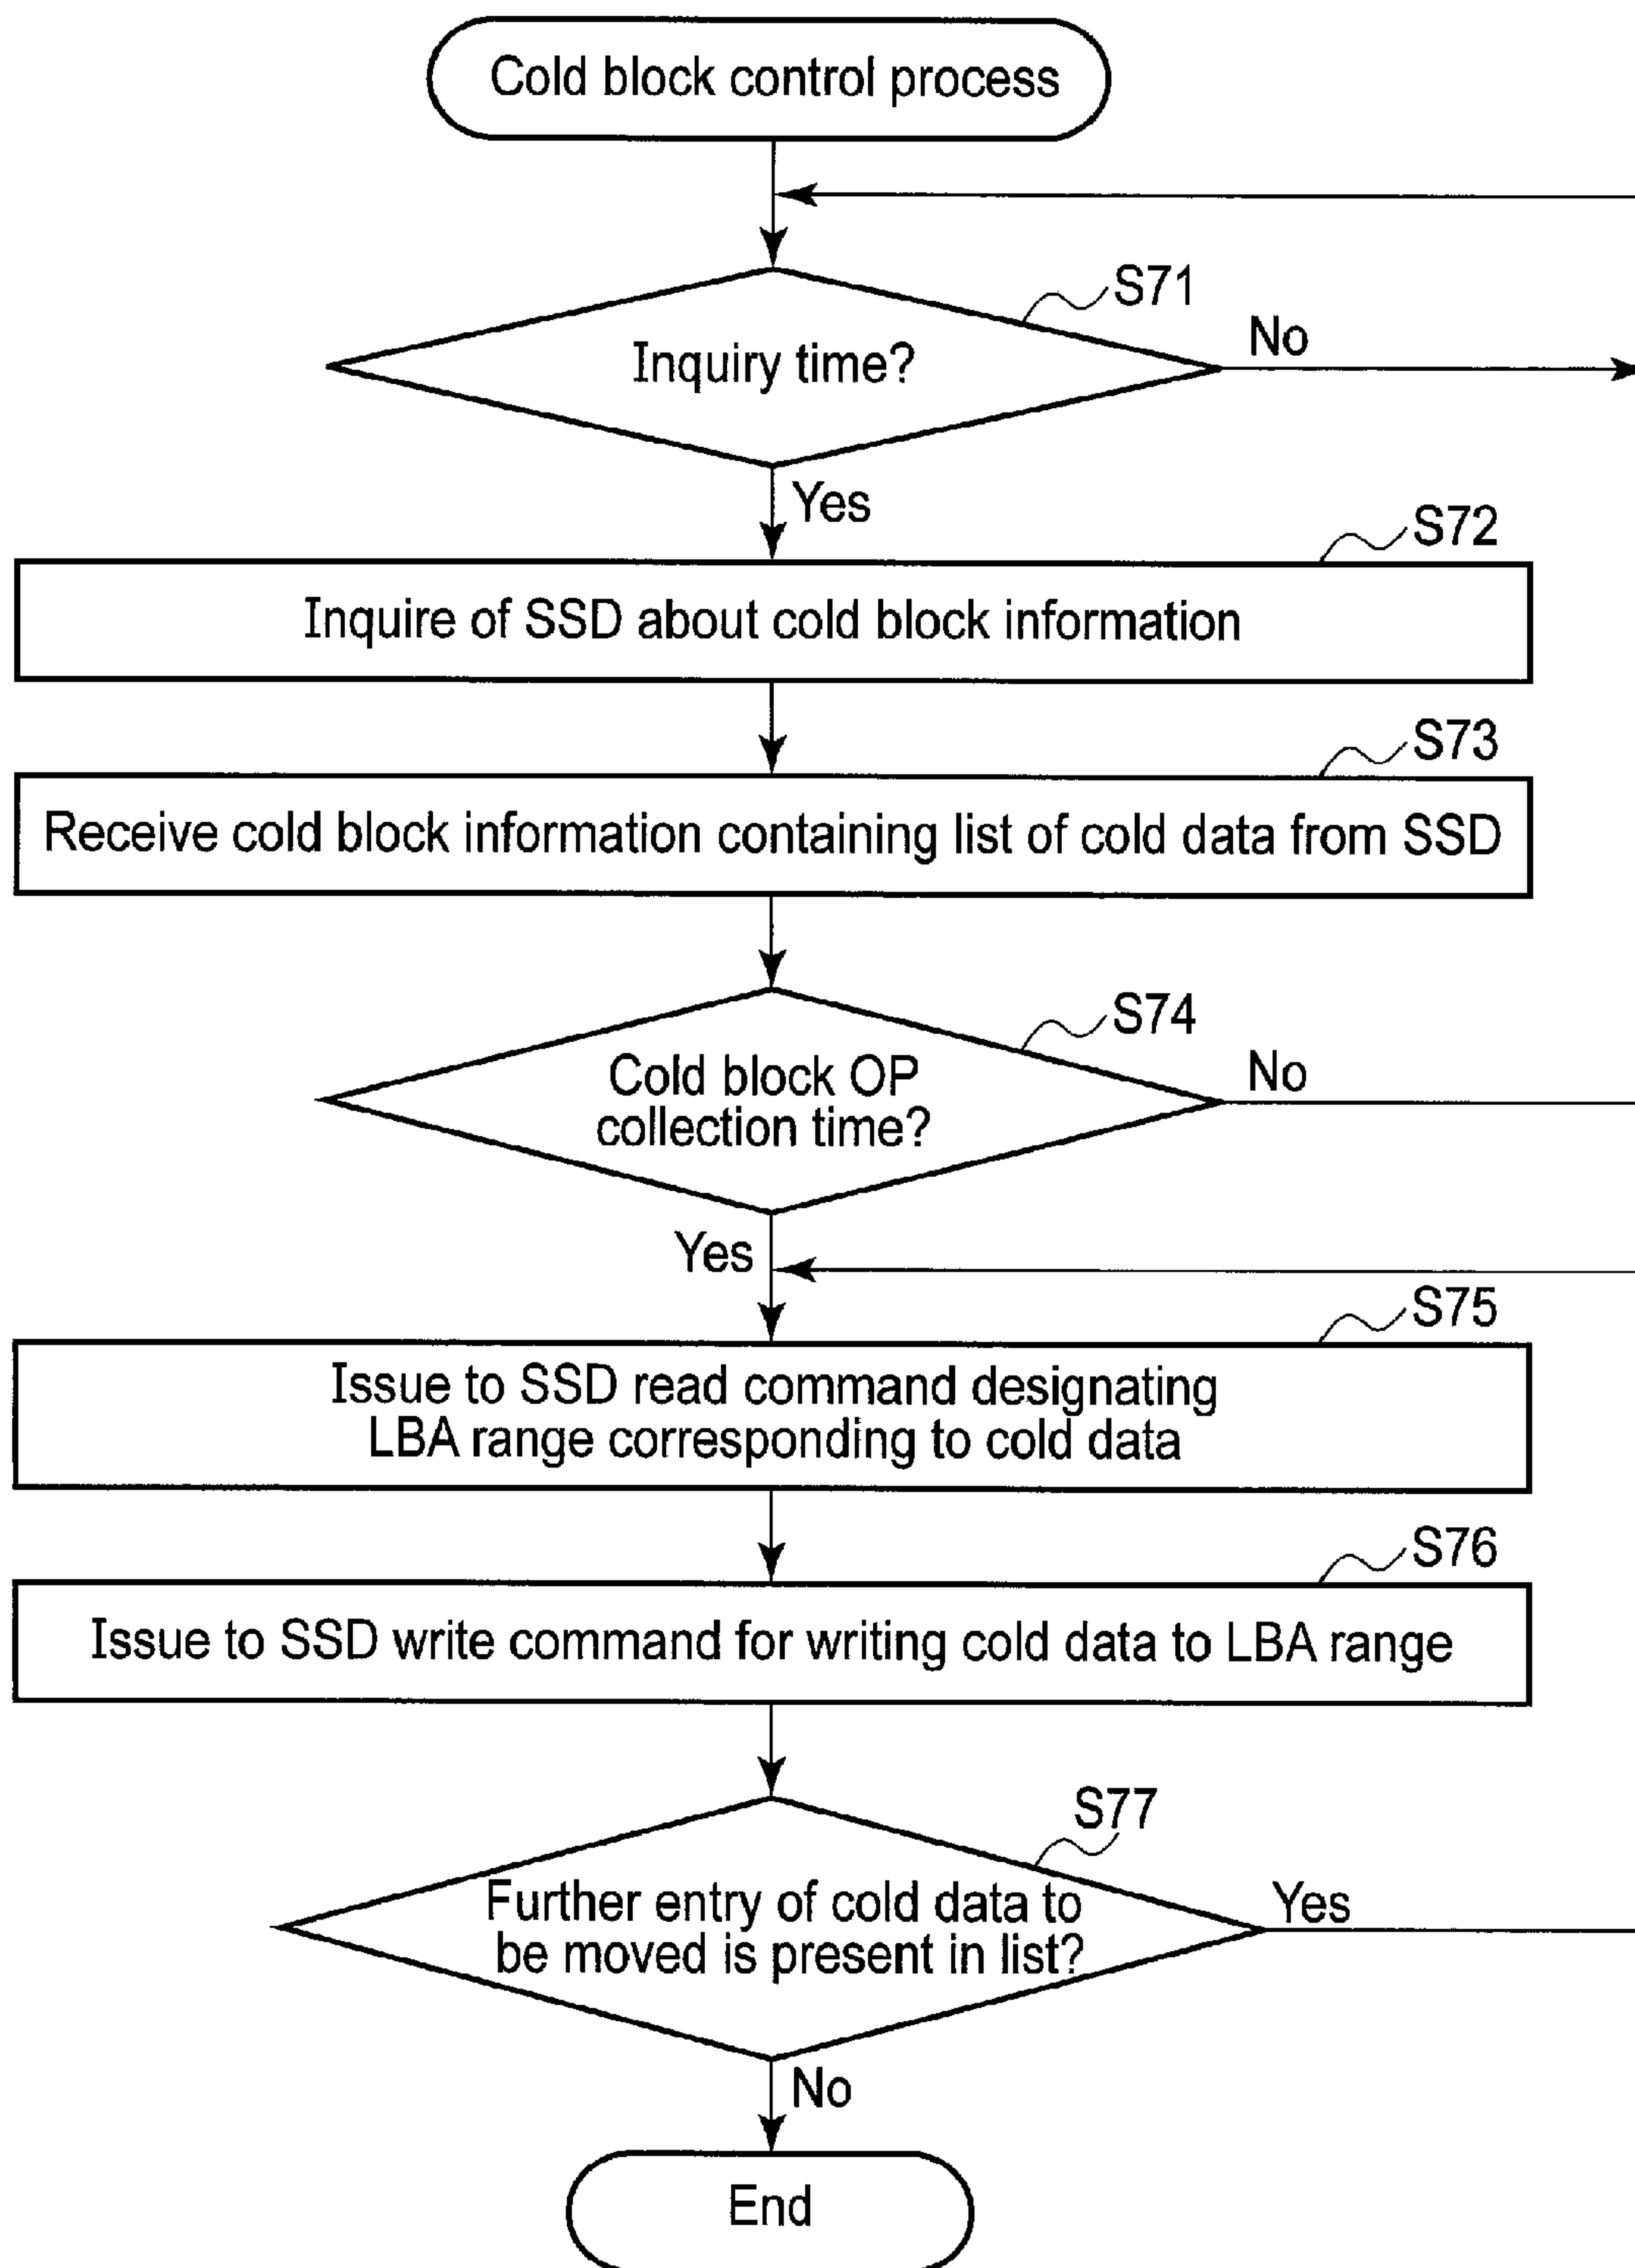 Cold block control process
S71
Inquiry time?
No
Yes
S72
Inquire of SSD about cold block information
S73
Receive cold block information containing list of cold data from SSD
S74
Cold block OP
collection time?
No
Yes
S75
Issue to SSD read command designating
LBA range corresponding to cold data
S76
Issue to SSD write command for writing cold data to LBA range
S77
Further entry of cold data to
be moved is present in list?
Yes
No
End